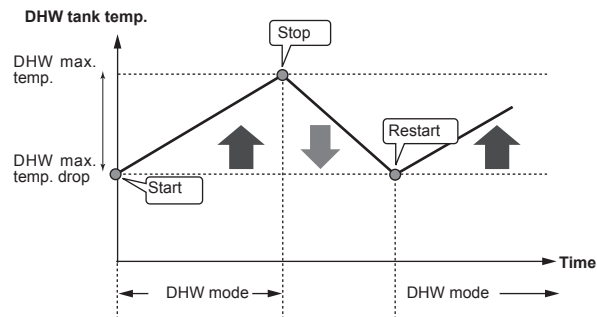 DHW tank temp.
Stop
DHW max.
temp.
Restart
DHW max.
temp. drop
Start
Time
DHW mode
DHW mode